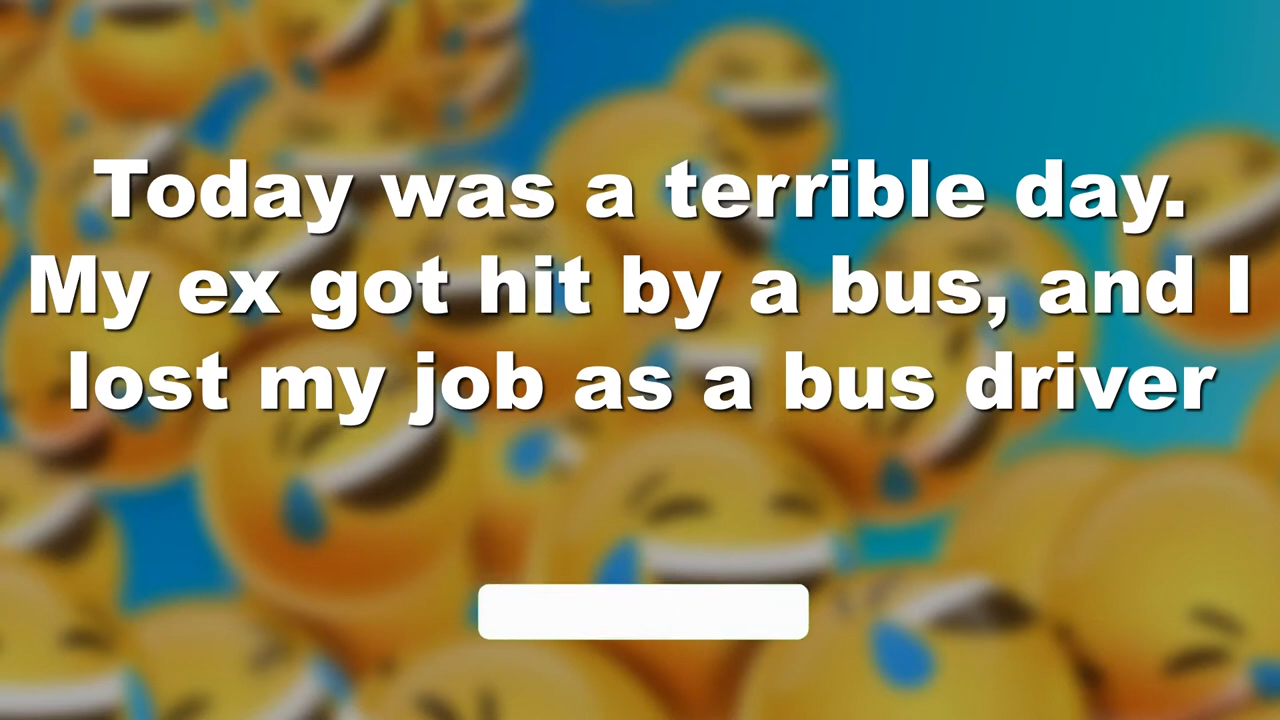 Today was a terrible day.
My ex got hit by a bus, and I
lost my job as a bus driver